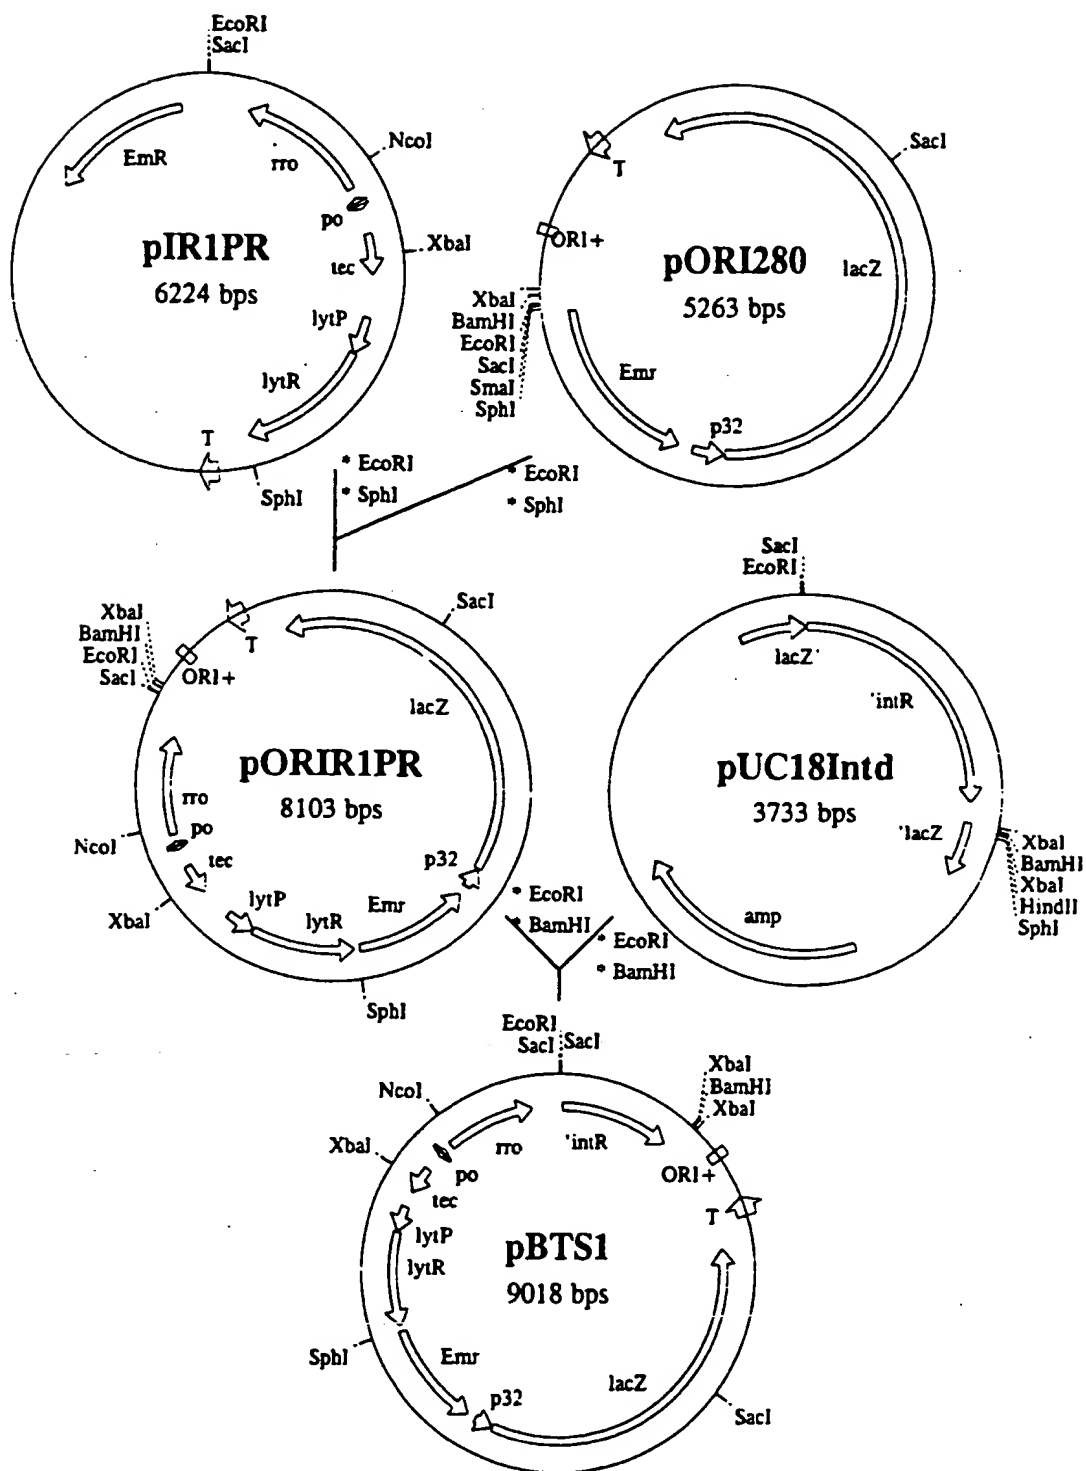 EcoRI
SacI
NcoI
EmR
rro
po
XbaI
pIR1PR
6224 bps
tec
lytP
lytR
T
SphI
SacI
T
ORI+
pORI280
5263 bps
lacZ
XbaI
BamHI
EcoRI
SacI
SmaI
SphI
Emr
p32
* EcoRI
* SphI
* EcoRI
* SphI
XbaI
BamHI
EcoRI
SacI
T
ORI+
SacI
lacZ
pORIR1PR
8103 bps
rro
po
NcoI
tec
XbaI
lytP
lytR
Emr
p32
SphI
SacI
EcoRI
lacZ'
'intR
pUC18Intd
3733 bps
'lacZ
XbaI
BamHI
XbaI
HindII
SphI
amp
* EcoRI
* BamHI
* EcoRI
* BamHI
EcoRI
SacI
SacI
XbaI
BamHI
XbaI
NcoI
rro
'intR
XbaI
po
ORI+
tec
T
lytP
pBTS1
lytR
9018 bps
SphI
Emr
p32
lacZ
SacI